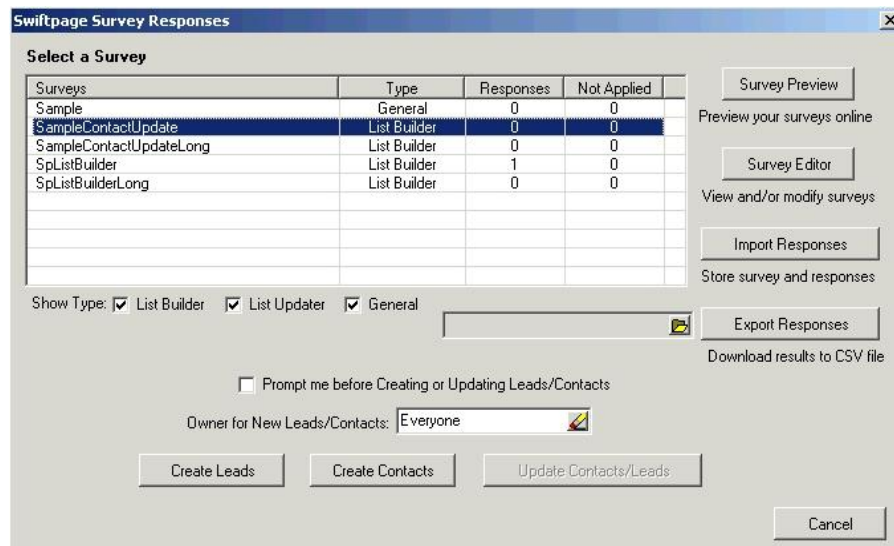 Swiftpage Survey Responses
Select a Survey
Surveys Type Responses Not Applied
Sample General 0 0
SampleContactUpdate List Builder 0 0
SampleContactUpdateLong List Builder 0 0
SpListBuilder List Builder 1 0
SpListBuilderLong List Builder 0 0
Survey Preview
Preview your surveys online
Survey Editor
View and/or modify surveys
Import Responses
Store survey and responses
Show Type: List Builder List Updater General
Export Responses
Download results to CSV file
Prompt me before Creating or Updating Leads/Contacts
Owner for New Leads/Contacts: Everyone
Create Leads Create Contacts Update Contacts/Leads
Cancel